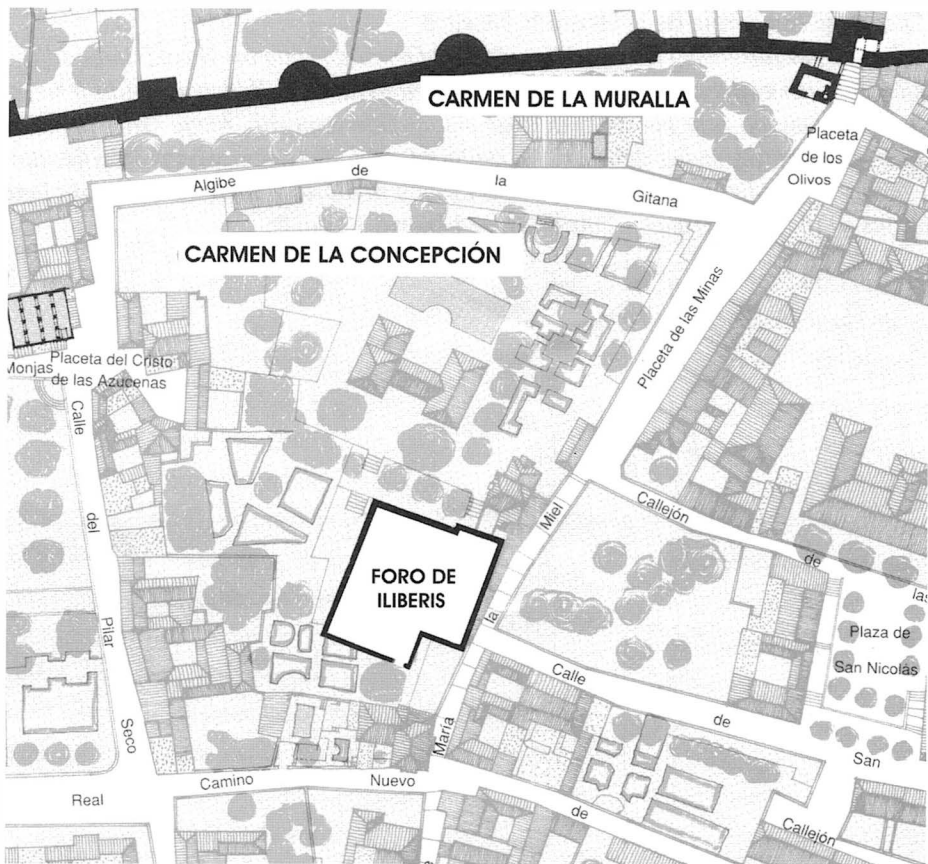 CARMEN DE LA MURALLA
Placeta
de los
Olivos
Algibe de la Gitana
CARMEN DE LA CONCEPCIÓN
Placeta de las Minas
Monjas
Placeta del Cristo
de las Azucenas
Calle del Pilar Seco
María la Miel
Callejón de las
FORO DE
ILIBERIS
Plaza de
San Nicolás
Calle de San
Real
Camino Nuevo de
Callejón